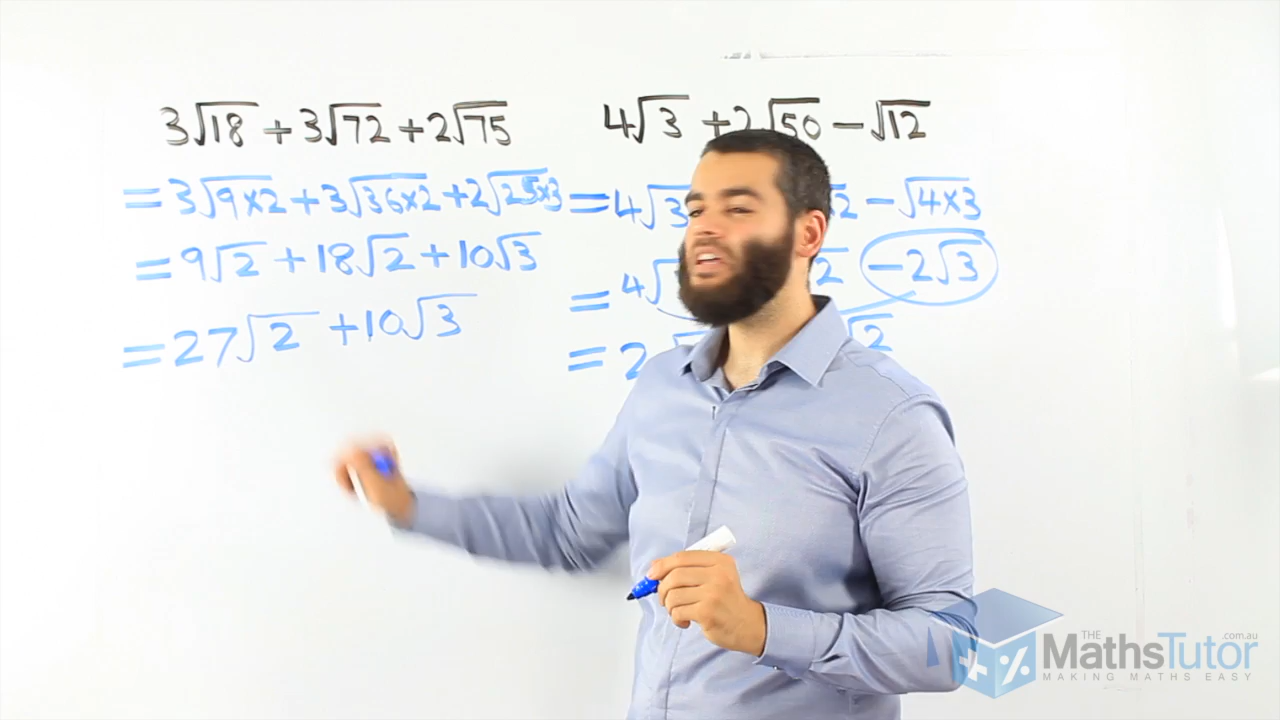 3√18 + 3√72 + 2√75
= 3√9×2 + 3√36×2 + 2√25×3
= 9√2 + 18√2 + 10√3
= 27√2 + 10√3
4√3 + 2√50 − √12
= 4√3 2 − √4×3
= 4√ √2 − 2√3
= 2 √2
THE
MathsTutor
.com.au
MAKING MATHS EASY